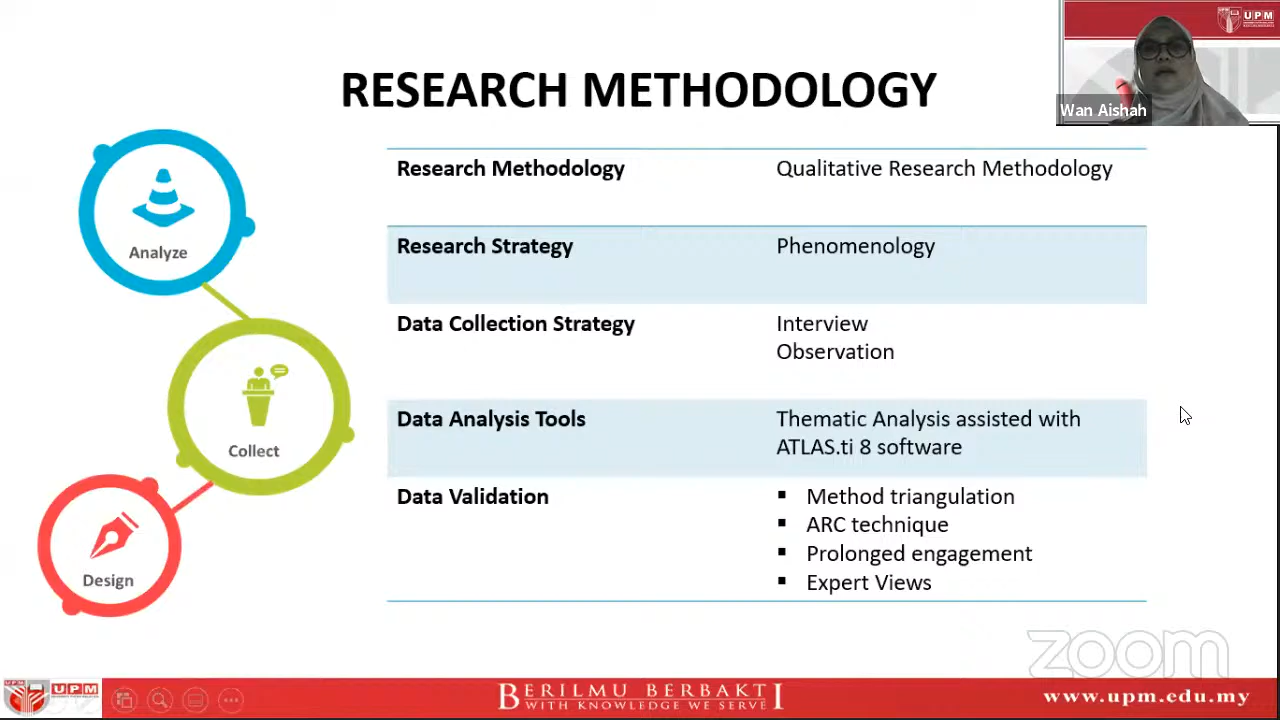 UPM
Wan Aishah
RESEARCH METHODOLOGY
Analyze
Collect
Design
Research Methodology
Qualitative Research Methodology
Research Strategy
Phenomenology
Data Collection Strategy
Interview
Observation
Data Analysis Tools
Thematic Analysis assisted with
ATLAS.ti 8 software
Data Validation
▪ Method triangulation
▪ ARC technique
▪ Prolonged engagement
▪ Expert Views
zoom
UPM
BERILMU BERBAKTI
WITH KNOWLEDGE WE SERVE
www.upm.edu.my